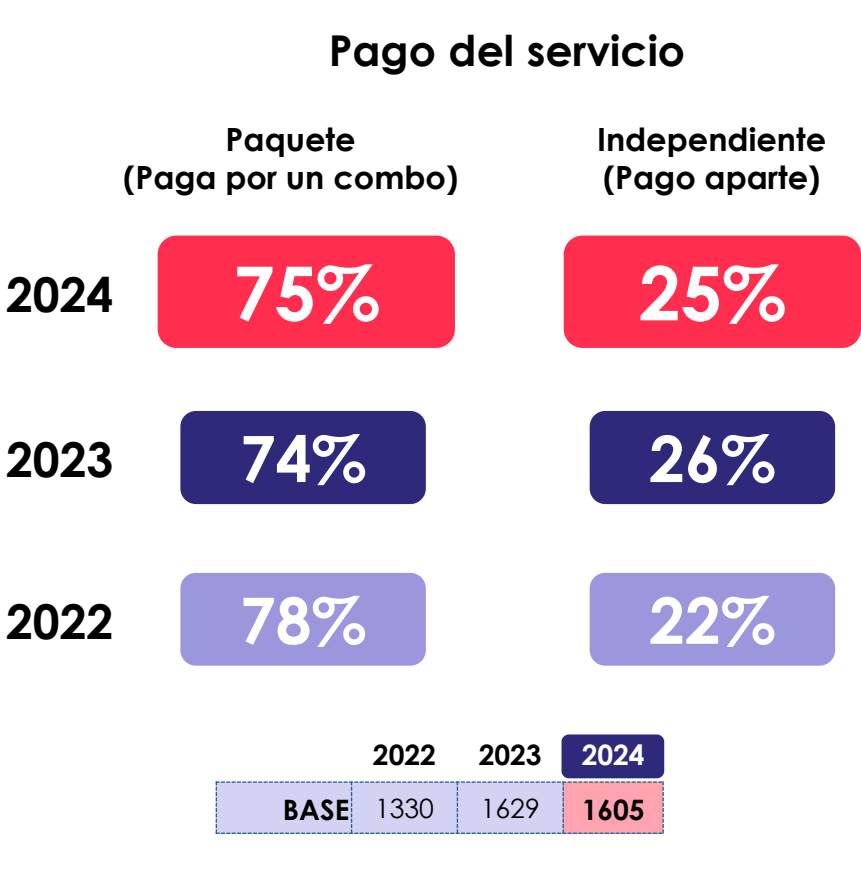 Pago del servicio
Paquete
(Paga por un combo)
Independiente
(Pago aparte)
2024 75% 25%
2023 74% 26%
2022 78% 22%
2022 2023 2024
BASE 1330 1629 1605